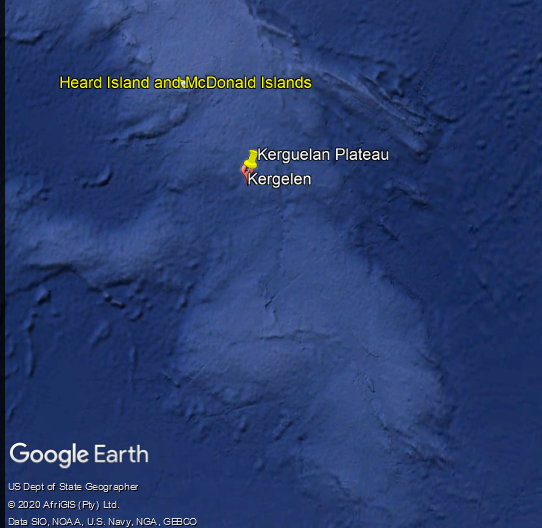 Heard Island and McDonald Islands
Kerguelan Plateau
Kergelen
Google Earth
US Dept of State Geographer
© 2020 AfriGIS (Pty) Ltd.
Data SIO, NOAA, U.S. Navy, NGA, GEBCO